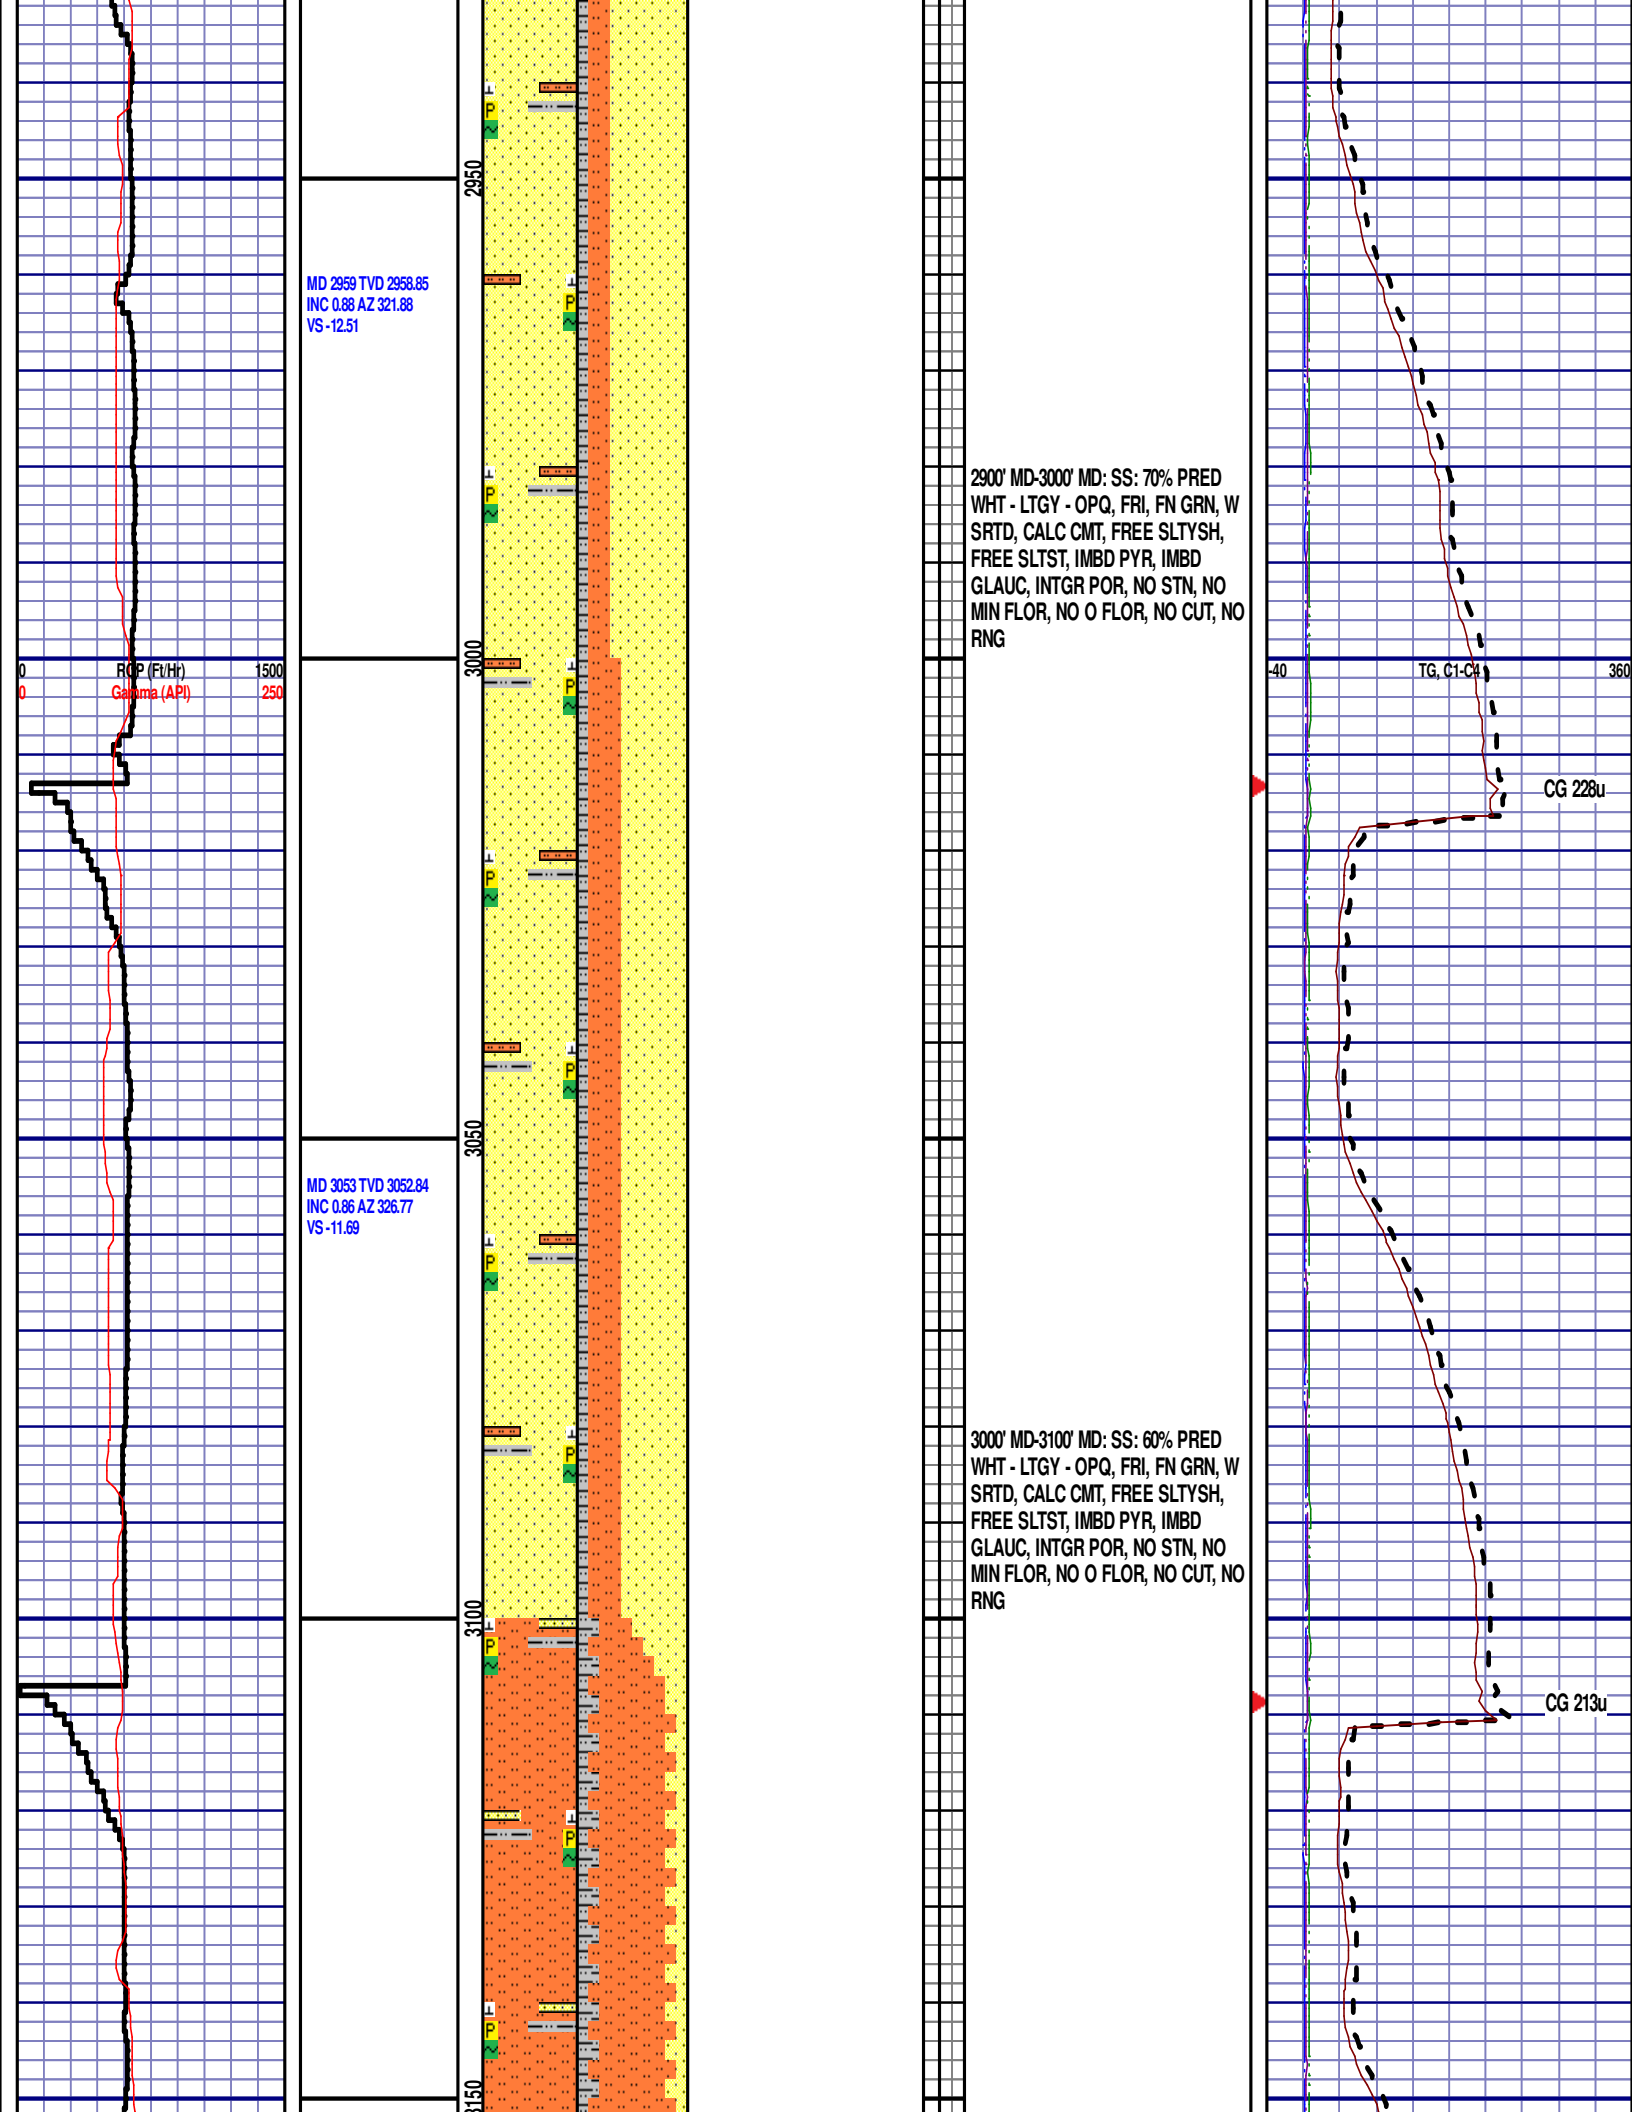 2950
MD 2959 TVD 2958.85
INC 0.88 AZ 321.88
VS -12.51
2900' MD-3000' MD: SS: 70% PRED
WHT - LTGY - OPQ, FRI, FN GRN, W
SRTD, CALC CMT, FREE SLTYSH,
FREE SLTST, IMBD PYR, IMBD
GLAUC, INTGR POR, NO STN, NO
MIN FLOR, NO O FLOR, NO CUT, NO
RNG
3000
0 ROP (Ft/Hr) 1500
0 Gamma (API) 250
-40 TG, C1-C4 360
CG 228u
3050
MD 3053 TVD 3052.84
INC 0.86 AZ 326.77
VS -11.69
3000' MD-3100' MD: SS: 60% PRED
WHT - LTGY - OPQ, FRI, FN GRN, W
SRTD, CALC CMT, FREE SLTYSH,
FREE SLTST, IMBD PYR, IMBD
GLAUC, INTGR POR, NO STN, NO
MIN FLOR, NO O FLOR, NO CUT, NO
RNG
3100
CG 213u
3150
P
P
P
P
P
P
P
P
P
P
P